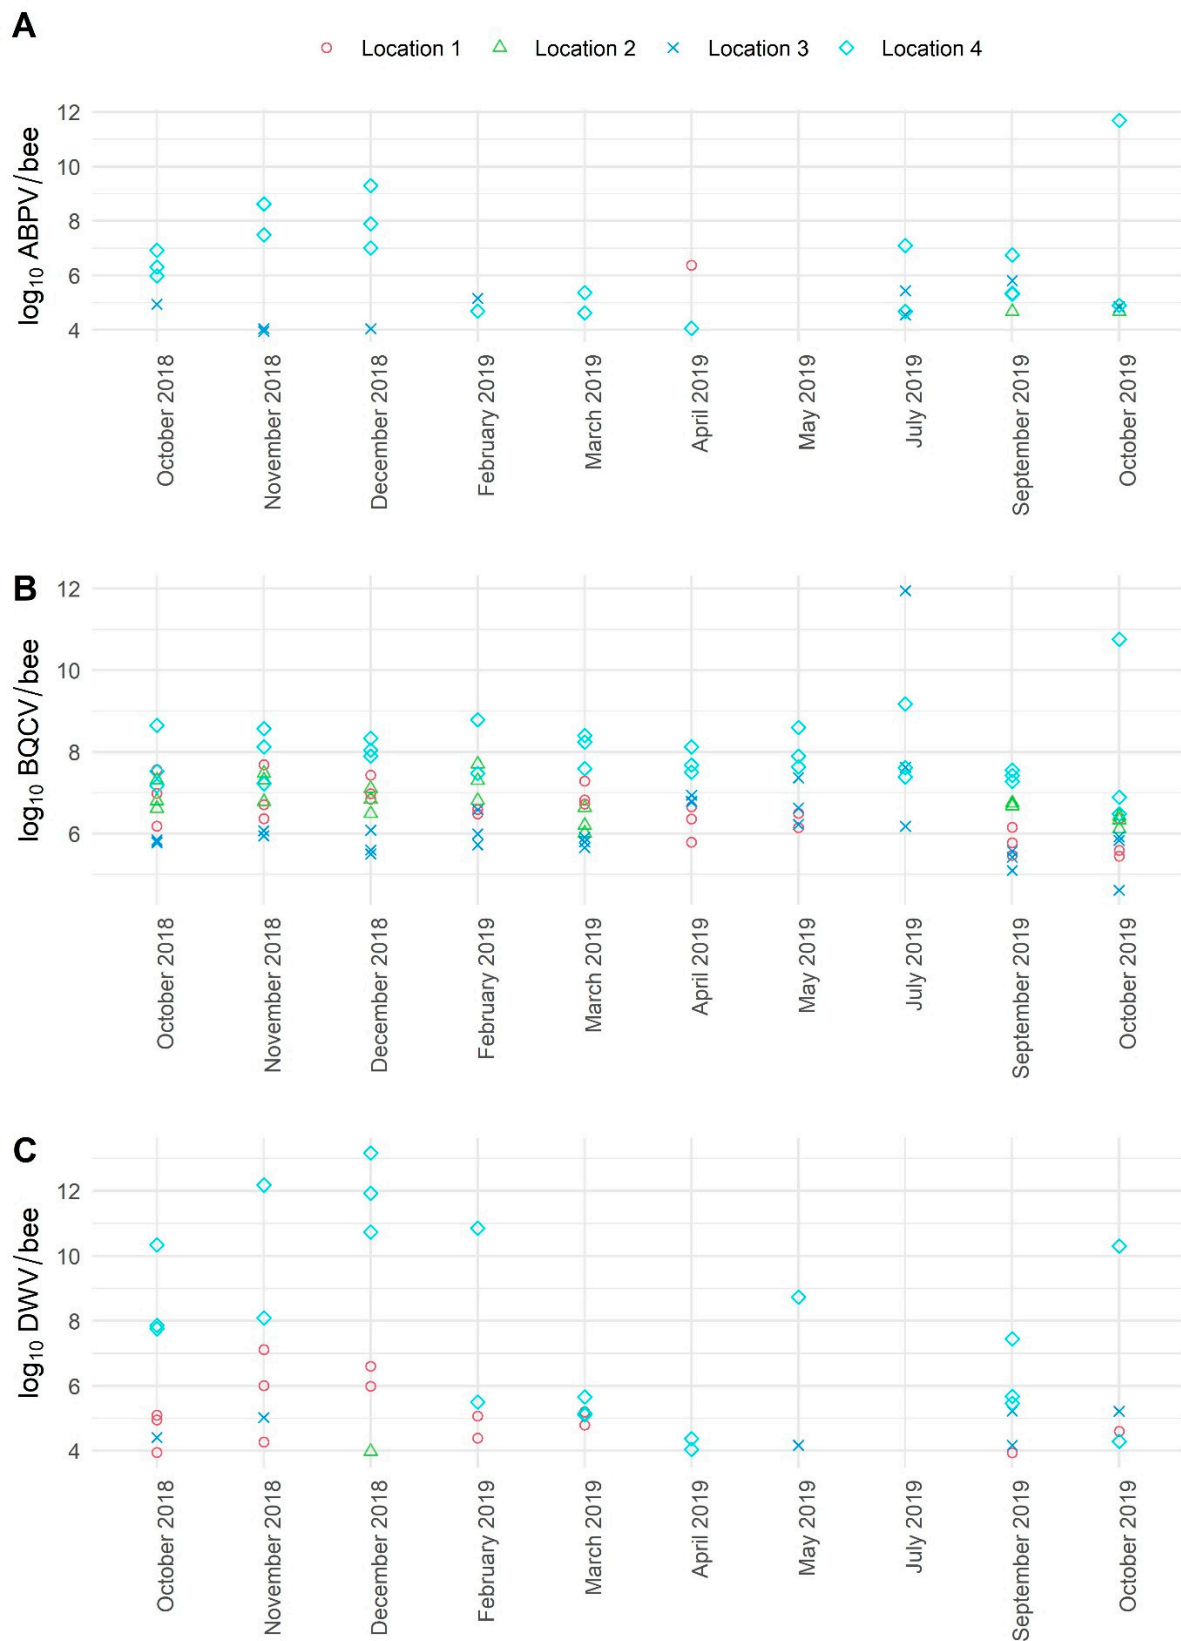 A
Location 1 Location 2 Location 3 Location 4
log10 ABPV/bee
12
10
8
6
4
October 2018
November 2018
December 2018
February 2019
March 2019
April 2019
May 2019
July 2019
September 2019
October 2019
B
log10 BQCV/bee
12
10
8
6
October 2018
November 2018
December 2018
February 2019
March 2019
April 2019
May 2019
July 2019
September 2019
October 2019
C
log10 DWV/bee
12
10
8
6
4
October 2018
November 2018
December 2018
February 2019
March 2019
April 2019
May 2019
July 2019
September 2019
October 2019